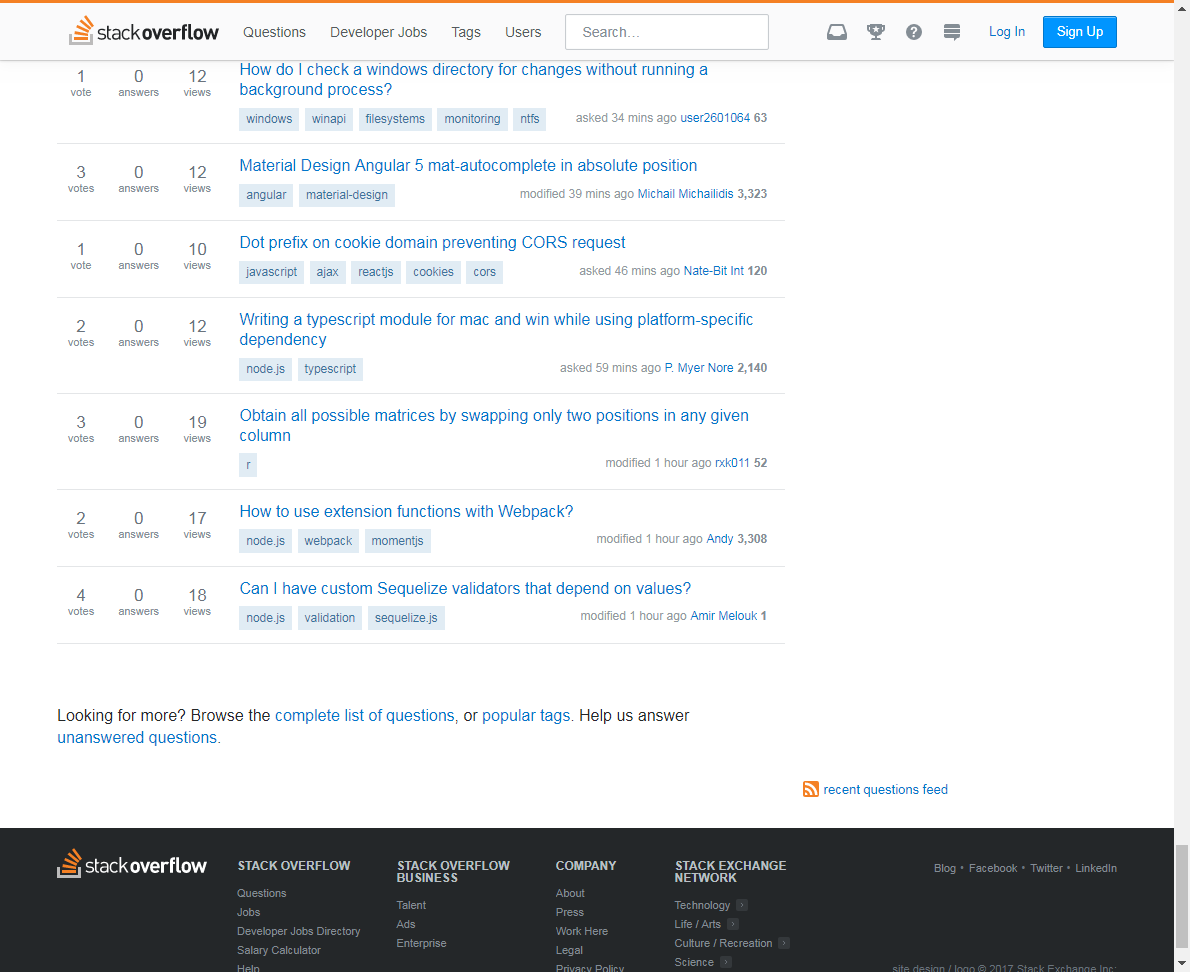 stack overflow Questions Developer Jobs Tags Users Search... Log In Sign Up
1 0 12 How do I check a windows directory for changes without running a
vote answers views background process?
windows winapi filesystems monitoring ntfs asked 34 mins ago user2601064 63
3 0 12 Material Design Angular 5 mat-autocomplete in absolute position
votes answers views angular material-design modified 39 mins ago Michail Michailidis 3,323
1 0 10 Dot prefix on cookie domain preventing CORS request
vote answers views javascript ajax reactjs cookies cors asked 46 mins ago Nate-Bit Int 120
2 0 12 Writing a typescript module for mac and win while using platform-specific
votes answers views dependency
node.js typescript asked 59 mins ago P. Myer Nore 2,140
3 0 19 Obtain all possible matrices by swapping only two positions in any given
votes answers views column
r modified 1 hour ago rxk011 52
2 0 17 How to use extension functions with Webpack?
votes answers views node.js webpack momentjs modified 1 hour ago Andy 3,308
4 0 18 Can I have custom Sequelize validators that depend on values?
votes answers views node.js validation sequelize.js modified 1 hour ago Amir Melouk 1
Looking for more? Browse the complete list of questions, or popular tags. Help us answer
unanswered questions.
recent questions feed
stack overflow
STACK OVERFLOW
Questions
Jobs
Developer Jobs Directory
Salary Calculator
Help
STACK OVERFLOW
BUSINESS
Talent
Ads
Enterprise
COMPANY
About
Press
Work Here
Legal
Privacy Policy
STACK EXCHANGE
NETWORK
Technology
Life / Arts
Culture / Recreation
Science
Blog • Facebook • Twitter • LinkedIn
site design / logo © 2017 Stack Exchange Inc;